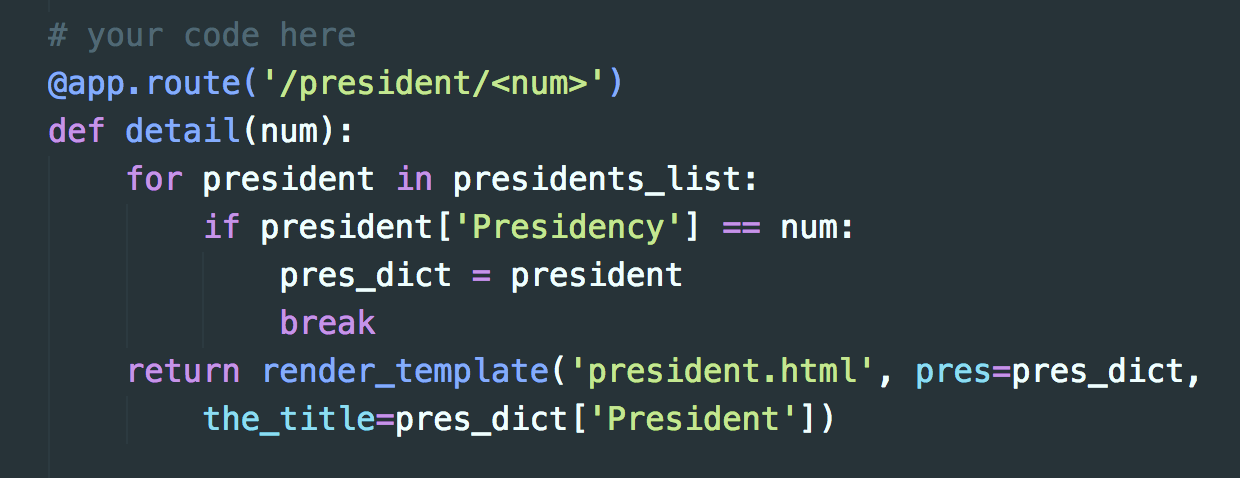 # your code here
@app.route('/president/<num>')
def detail(num):
    for president in presidents_list:
        if president['Presidency'] == num:
            pres_dict = president
            break
    return render_template('president.html', pres=pres_dict,
        the_title=pres_dict['President'])